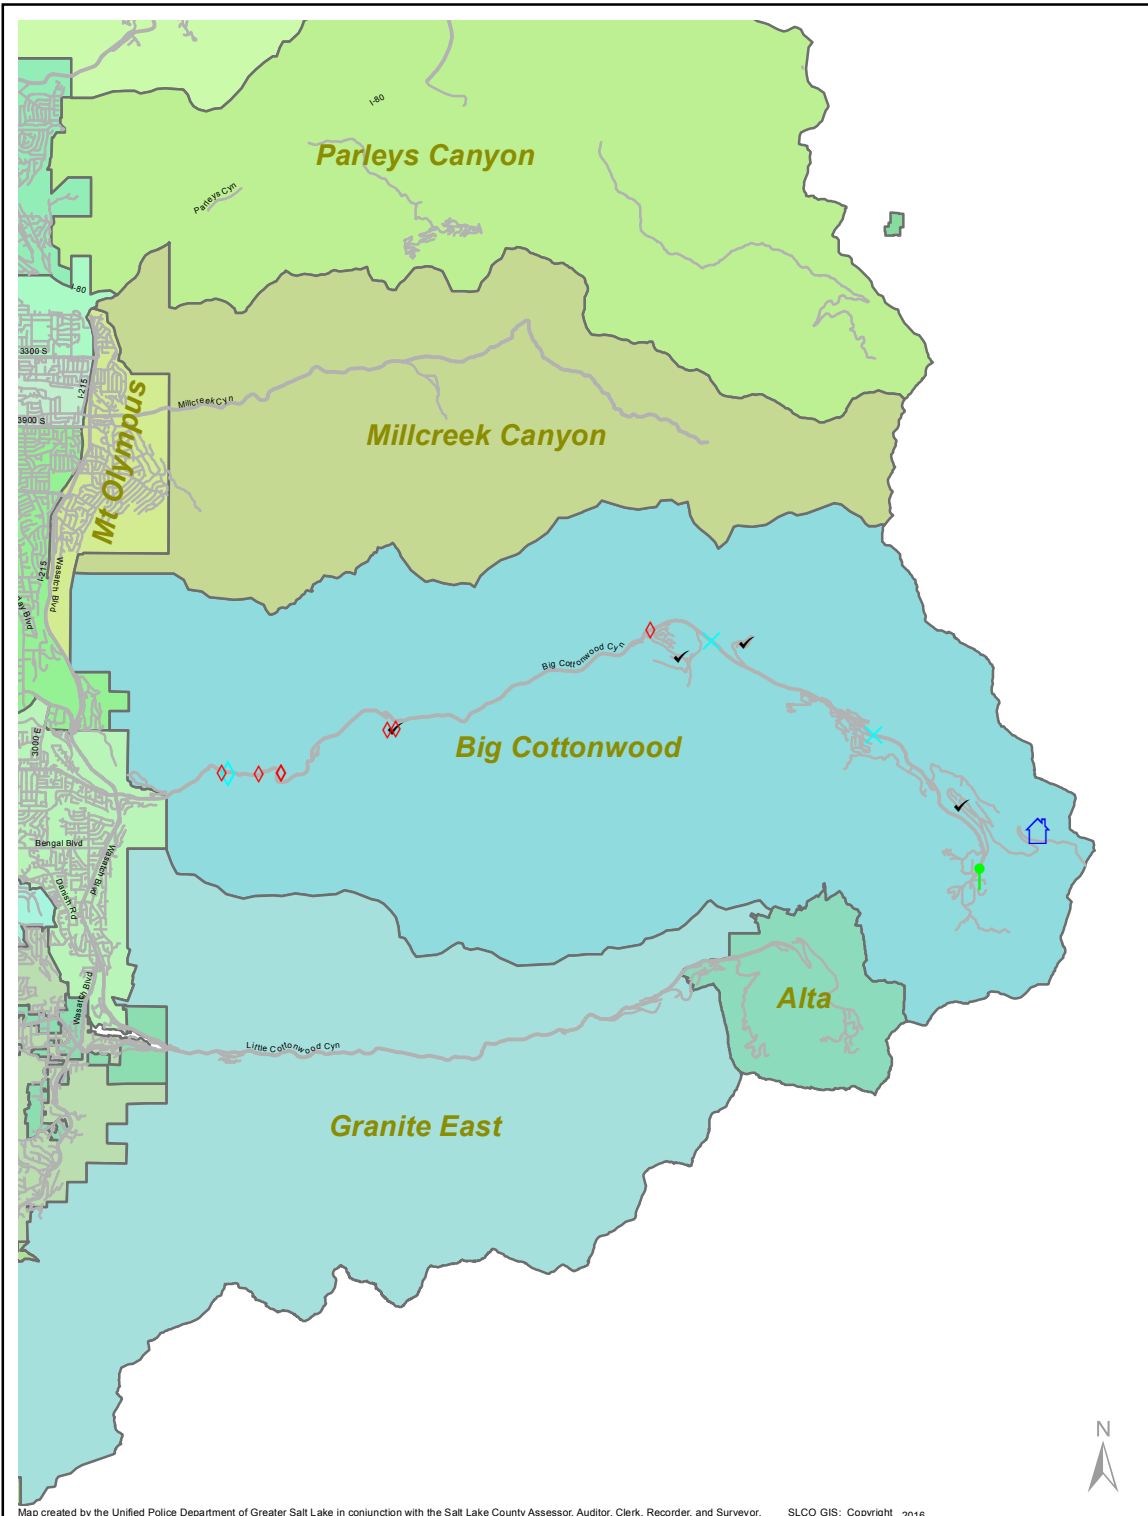 I-80
Parleys Canyon
Parleys Cyn
I-80
3300 S
I-215
Mt Olympus
Millcreek Cyn
3900 S
Millcreek Canyon
I-215
Wasatch Blvd
Blvd
Big Cottonwood Cyn
3000 E
Big Cottonwood
Bengal Blvd
Wasatch Blvd
Danish Rd
Wasatch Blvd
Alta
Little Cottonwood Cyn
Granite East
N
Map created by the Unified Police Department of Greater Salt Lake in conjunction with the Salt Lake County Assessor, Auditor, Clerk, Recorder, and Surveyor. SLCO GIS: Copyright 2016